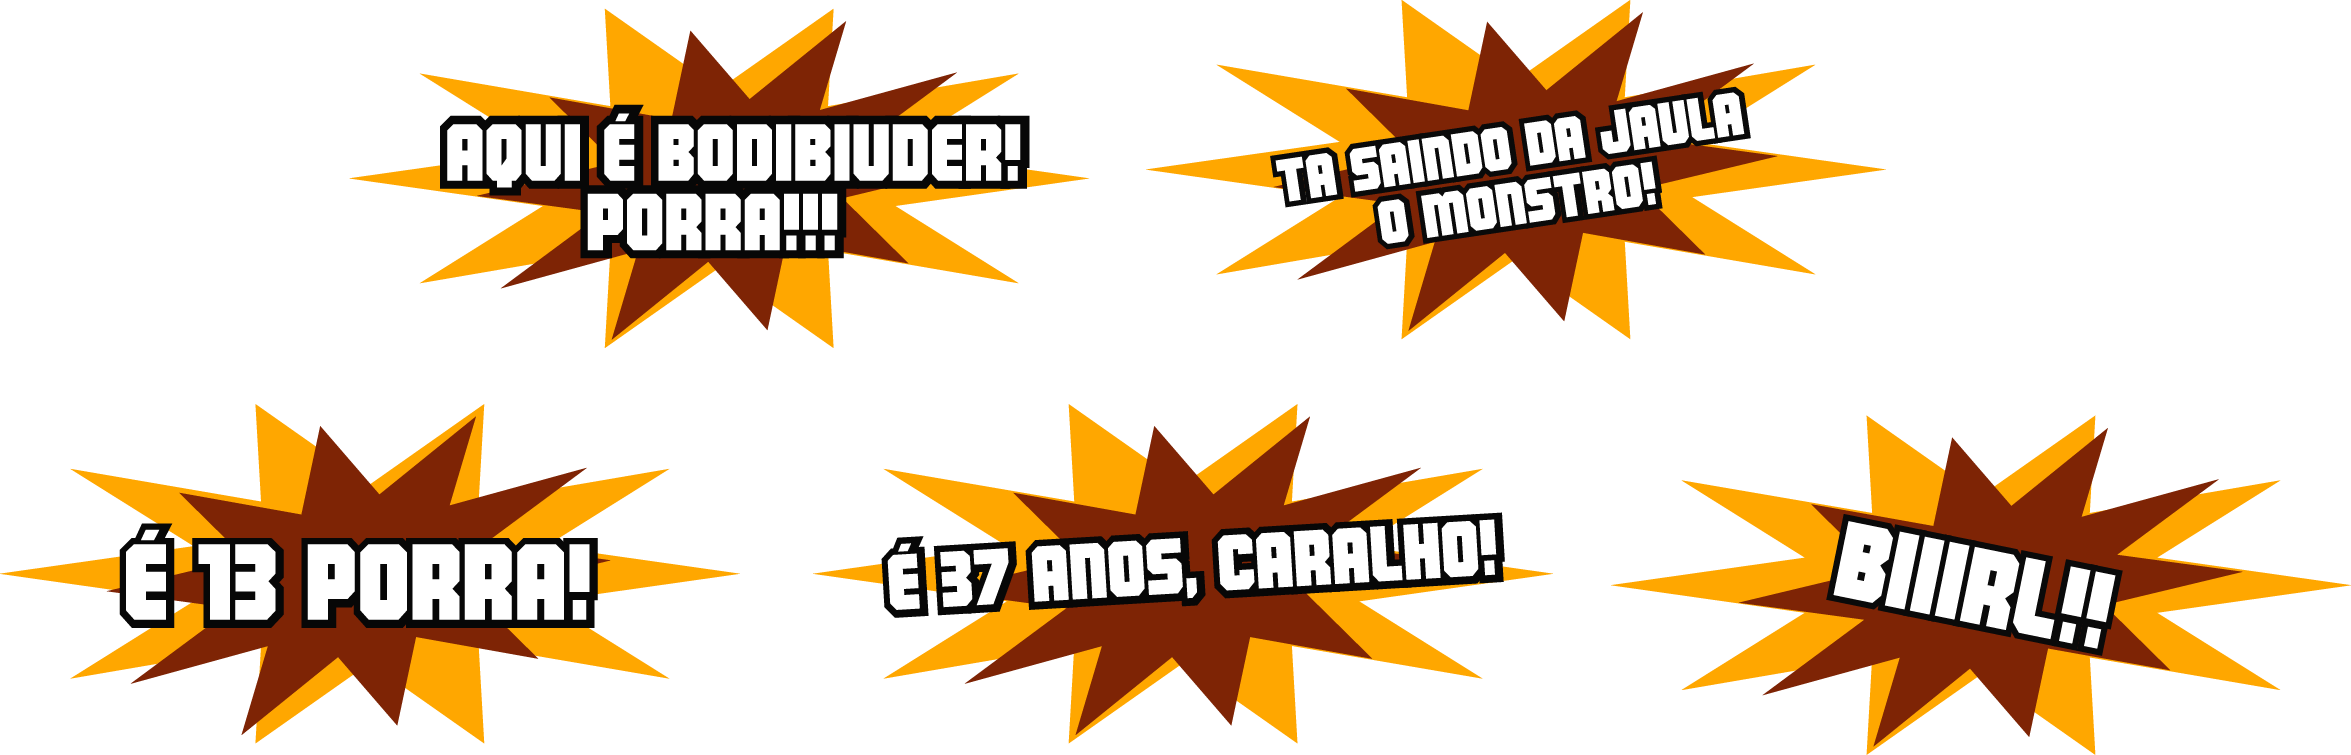 AQUI É BODIBIUDER!
PORRA!!!
TA SAINDO DA JAULA
O MONSTRO!
É 13 PORRA!
É 37 ANOS, CARALHO!
BIIIRL!!